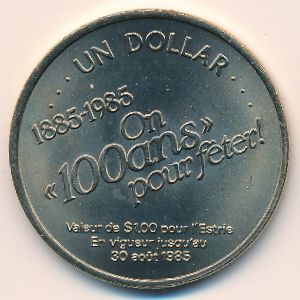 UN DOLLAR
1885-1985
On
«100ans»
pour fêter!
Valeur de $1,00 pour l'Estrie
En vigueur jusqu'au
30 août 1985